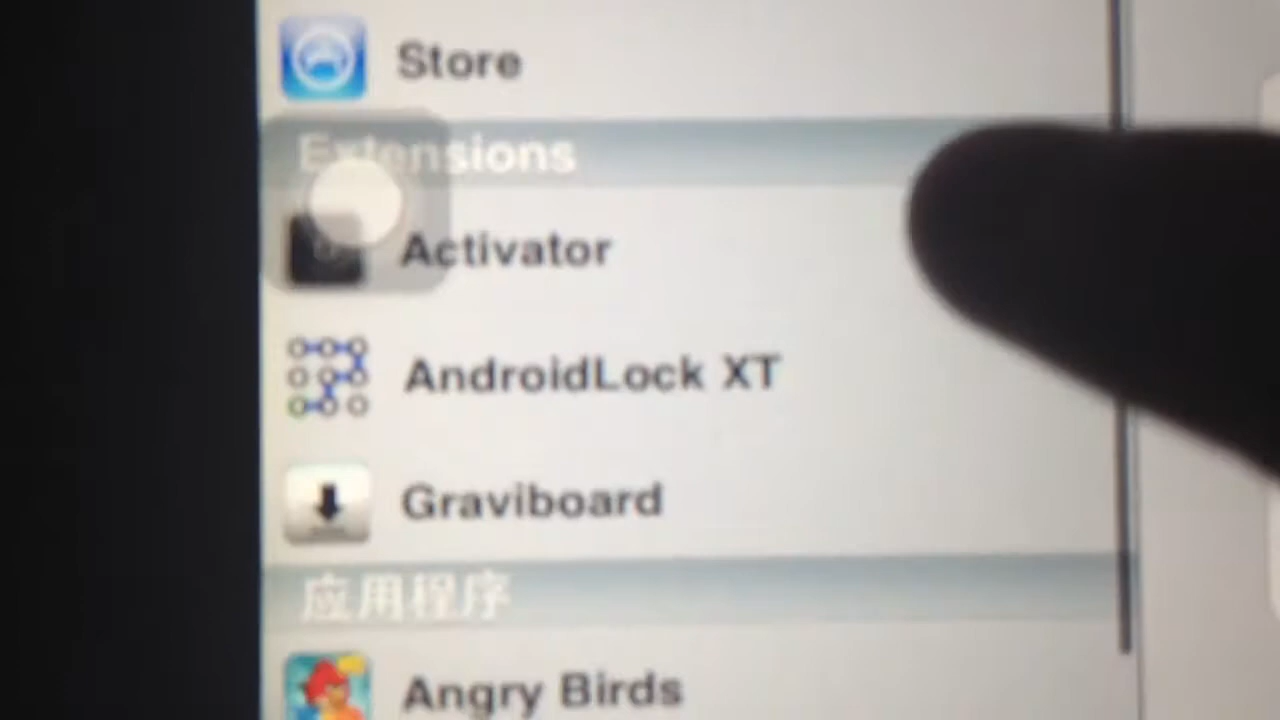 Store
Extensions
Activator
AndroidLock XT
Graviboard
应用程序
Angry Birds